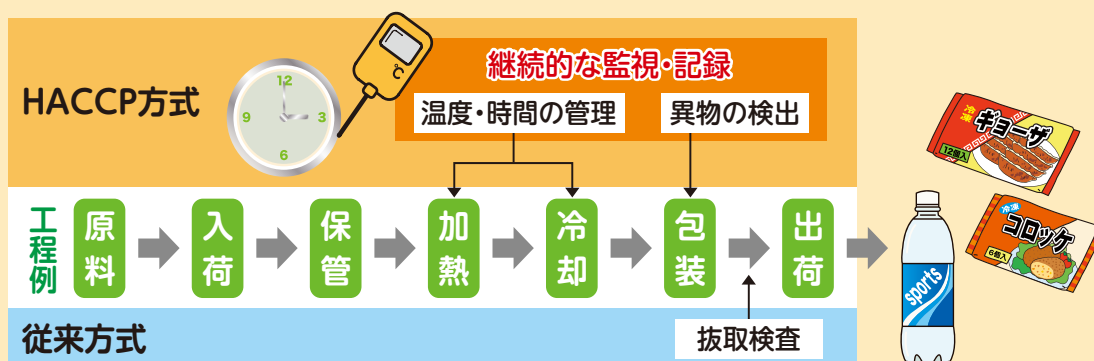 HACCP方式
12
3
6
9
℃
継続的な監視・記録
温度・時間の管理
異物の検出
工程例
原料
入荷
保管
加熱
冷却
包装
出荷
従来方式
抜取検査
冷凍
ギョーザ
12個入
冷凍
コロッケ
6個入
sports